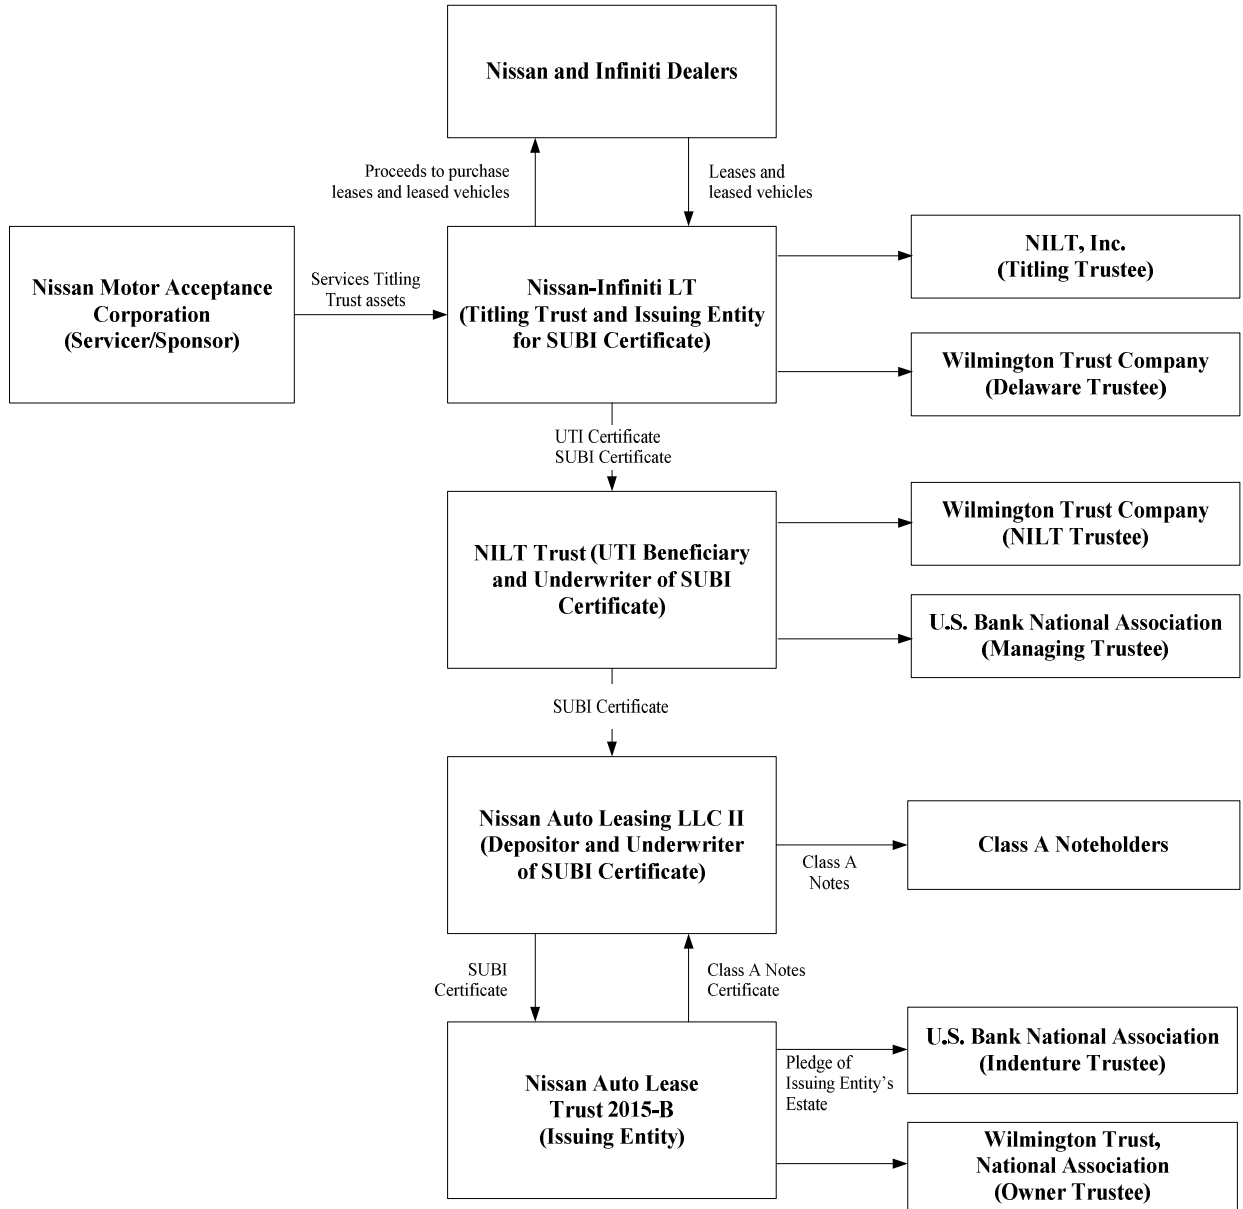 Nissan and Infiniti Dealers
Proceeds to purchase
leases and leased vehicles
Leases and
leased vehicles
Nissan Motor Acceptance
Corporation
(Servicer/Sponsor)
Services Titling
Trust assets
Nissan-Infiniti LT
(Titling Trust and Issuing Entity
for SUBI Certificate)
NILT, Inc.
(Titling Trustee)
Wilmington Trust Company
(Delaware Trustee)
UTI Certificate
SUBI Certificate
NILT Trust (UTI Beneficiary
and Underwriter of SUBI
Certificate)
Wilmington Trust Company
(NILT Trustee)
U.S. Bank National Association
(Managing Trustee)
SUBI Certificate
Nissan Auto Leasing LLC II
(Depositor and Underwriter
of SUBI Certificate)
Class A
Notes
Class A Noteholders
SUBI
Certificate
Class A Notes
Certificate
Nissan Auto Lease
Trust 2015-B
(Issuing Entity)
Pledge of
Issuing Entity's
Estate
U.S. Bank National Association
(Indenture Trustee)
Wilmington Trust,
National Association
(Owner Trustee)